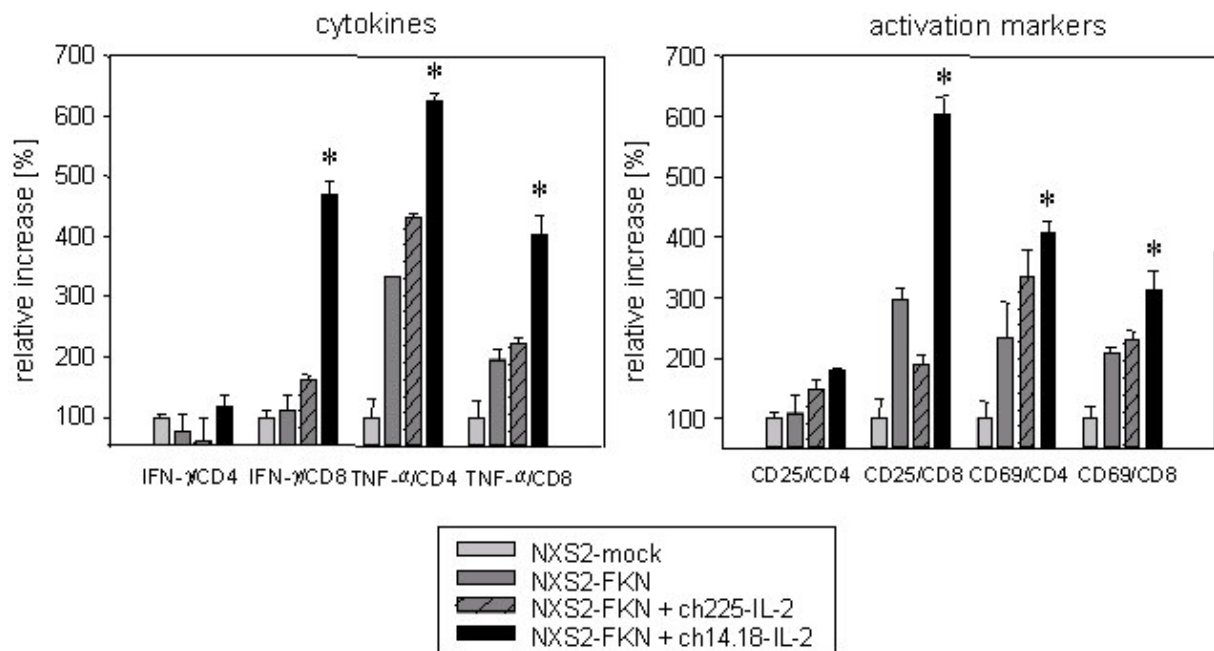 cytokines
activation markers
relative increase [%]
700
600
500
400
300
200
100
*
*
*
IFN-γ/CD4 IFN-γ/CD8 TNF-α/CD4 TNF-α/CD8
relative increase [%]
700
600
500
400
300
200
100
*
*
*
CD25/CD4 CD25/CD8 CD69/CD4 CD69/CD8
NXS2-mock
NXS2-FKN
NXS2-FKN + ch225-IL-2
NXS2-FKN + ch14.18-IL-2